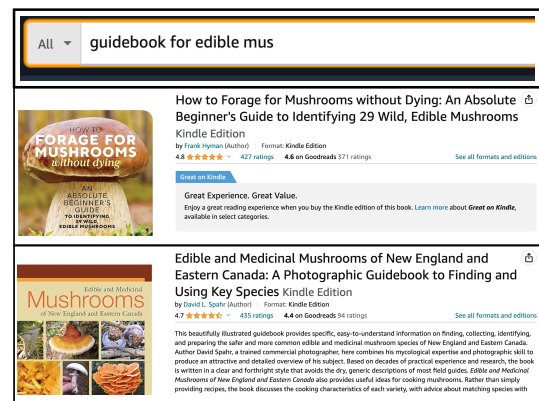 All
guidebook for edible mus
HOW TO
FORAGE FOR
MUSHROOMS
without dying
AN
ABSOLUTE
BEGINNER'S
GUIDE
TO IDENTIFYING
29 WILD,
EDIBLE MUSHROOMS
How to Forage for Mushrooms without Dying: An Absolute
Beginner's Guide to Identifying 29 Wild, Edible Mushrooms
Kindle Edition
by Frank Hyman (Author) Format: Kindle Edition
4.8 427 ratings 4.6 on Goodreads 371 ratings See all formats and editions
Great on Kindle
Great Experience. Great Value.
Enjoy a great reading experience when you buy the Kindle edition of this book. Learn more about Great on Kindle,
available in select categories.
Edible and Medicinal
Mushrooms
of New England and Eastern Canada
Edible and Medicinal Mushrooms of New England and
Eastern Canada: A Photographic Guidebook to Finding and
Using Key Species Kindle Edition
by David L. Spahr (Author) Format: Kindle Edition
4.7 435 ratings 4.4 on Goodreads 94 ratings See all formats and editions
This beautifully illustrated guidebook provides specific, easy-to-understand information on finding, collecting, identifying,
and preparing the safer and more common edible and medicinal mushroom species of New England and Eastern Canada.
Author David Spahr, a trained commercial photographer, here combines his mycological expertise and photographic skill to
produce an attractive and detailed overview of his subject. Based on decades of practical experience and research, the book
is written in a clear and forthright style that avoids the dry, generic descriptions of most field guides. Edible and Medicinal
Mushrooms of New England and Eastern Canada also provides useful ideas for cooking mushrooms. Rather than simply
providing recipes, the book discusses the cooking characteristics of each variety, with advice about matching species with